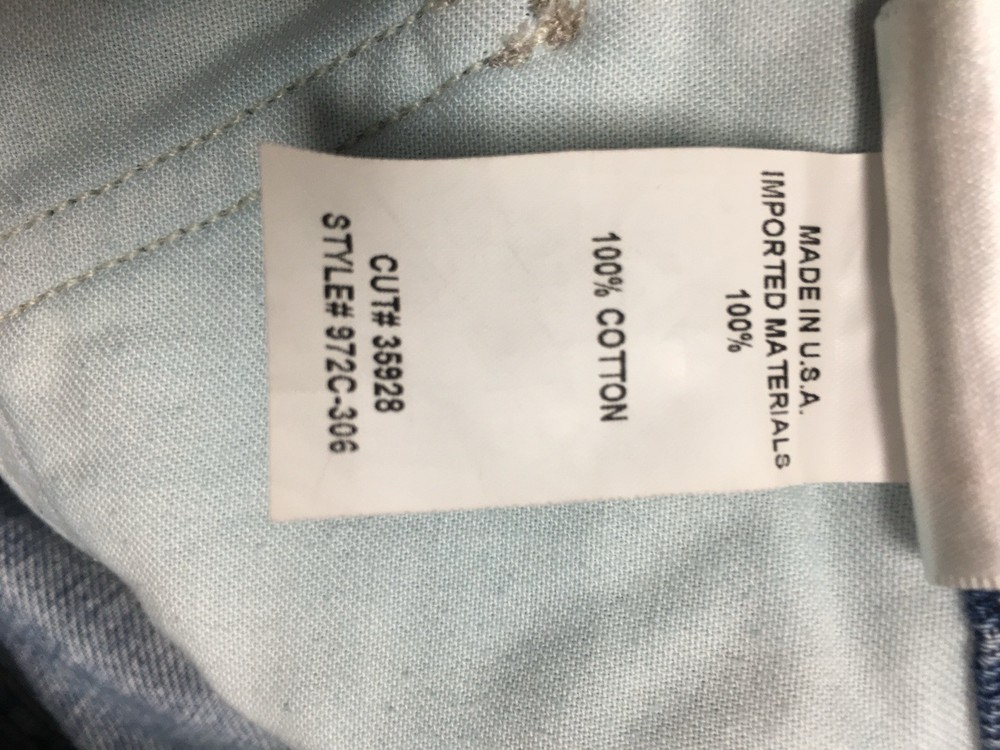 MADE IN U.S.A.
IMPORTED MATERIALS
100%
100% COTTON
CUT# 35928
STYLE# 972C-306